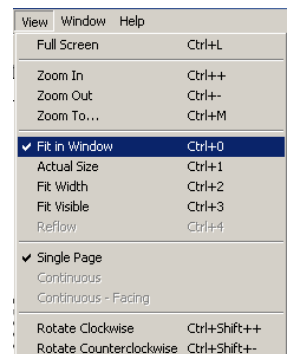 View Window Help
Full Screen Ctrl+L
Zoom In Ctrl++
Zoom Out Ctrl+-
Zoom To... Ctrl+M
✓ Fit in Window Ctrl+0
Actual Size Ctrl+1
Fit Width Ctrl+2
Fit Visible Ctrl+3
Reflow Ctrl+4
✓ Single Page
Continuous
Continuous - Facing
Rotate Clockwise Ctrl+Shift++
Rotate Counterclockwise Ctrl+Shift+-